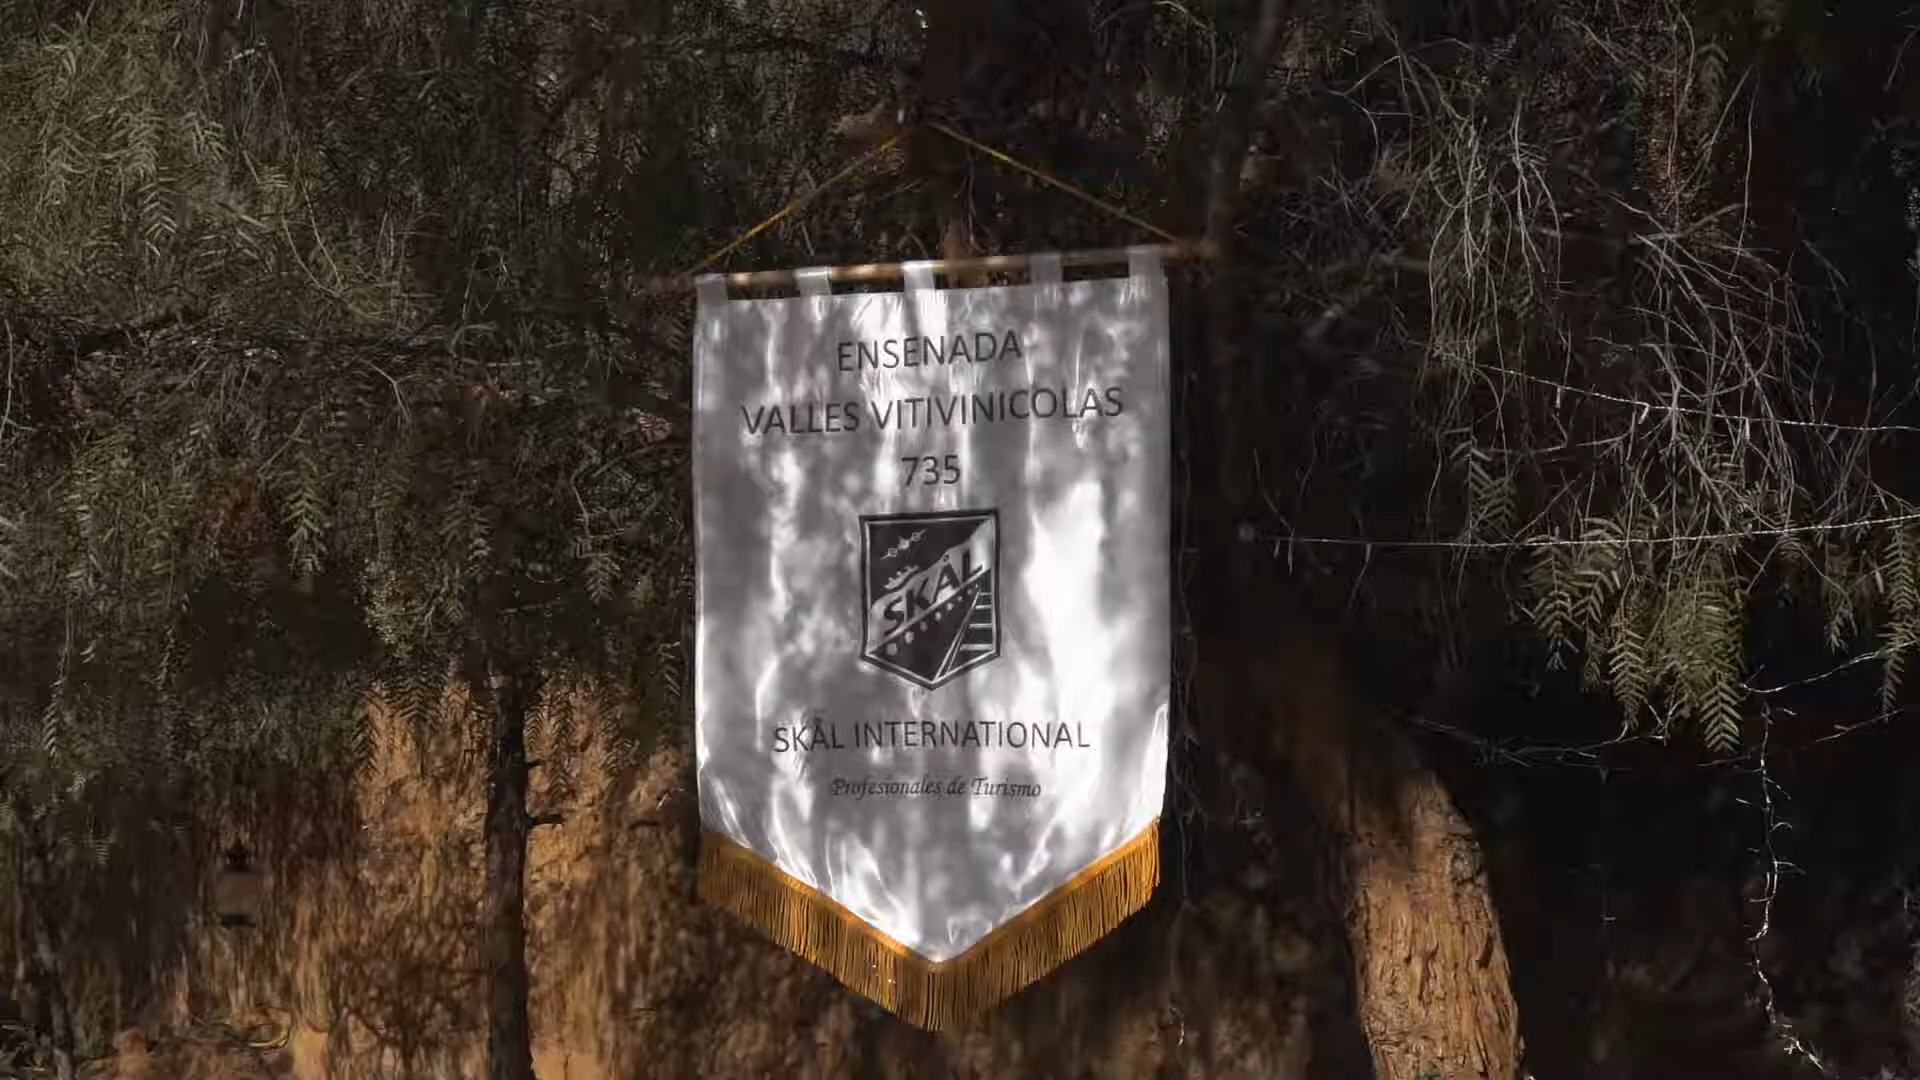 ENSENADA
VALLES VITIVINICOLAS
735
SKÅL
SKÅL INTERNATIONAL
Profesionales de Turismo